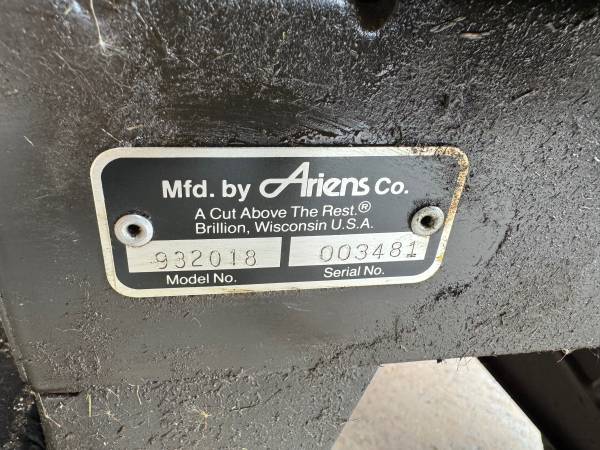 Mfd. by Ariens Co.
A Cut Above The Rest.®
Brillion, Wisconsin U.S.A.
932018 003481
Model No. Serial No.